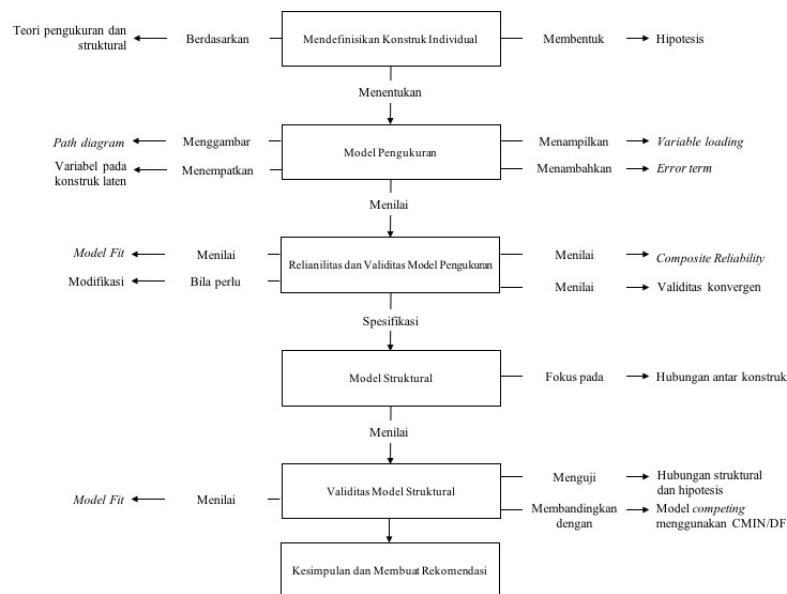 Teori pengukuran dan
struktural
Berdasarkan
Mendefinisikan Konstruk Individual
Membentuk
Hipotesis
Menentukan
Path diagram
Menggambar
Variabel pada
konstruk laten
Menempatkan
Model Pengukuran
Menampilkan
Variable loading
Menambahkan
Error term
Menilai
Model Fit
Menilai
Modifikasi
Bila perlu
Relianilitas dan Validitas Model Pengukuran
Menilai
Composite Reliability
Menilai
Validitas konvergen
Spesifikasi
Model Struktural
Fokus pada
Hubungan antar konstruk
Menilai
Model Fit
Menilai
Validitas Model Struktural
Menguji
Hubungan struktural
dan hipotesis
Membandingkan
dengan
Model competing
menggunakan CMIN/DF
Kesimpulan dan Membuat Rekomendasi